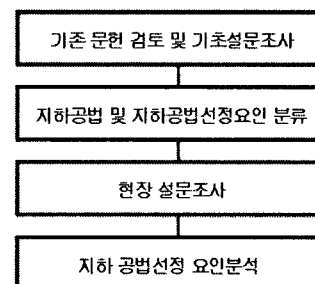 기존 문헌 검토 및 기초설문조사
지하공법 및 지하공법선정요인 분류
현장 설문조사
지하 공법선정 요인분석